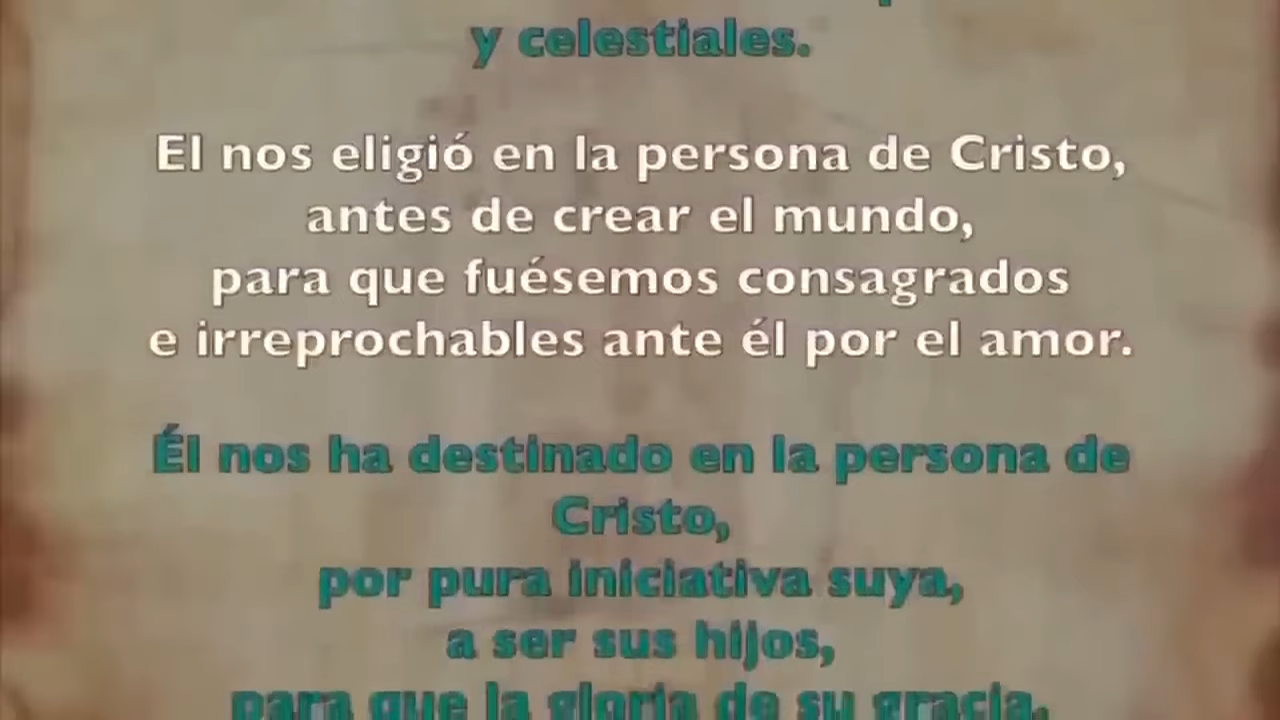 y celestiales.
El nos eligió en la persona de Cristo,
antes de crear el mundo,
para que fuésemos consagrados
e irreprochables ante él por el amor.
Él nos ha destinado en la persona de
Cristo,
por pura iniciativa suya,
a ser sus hijos,
para que la gloria de su gracia,